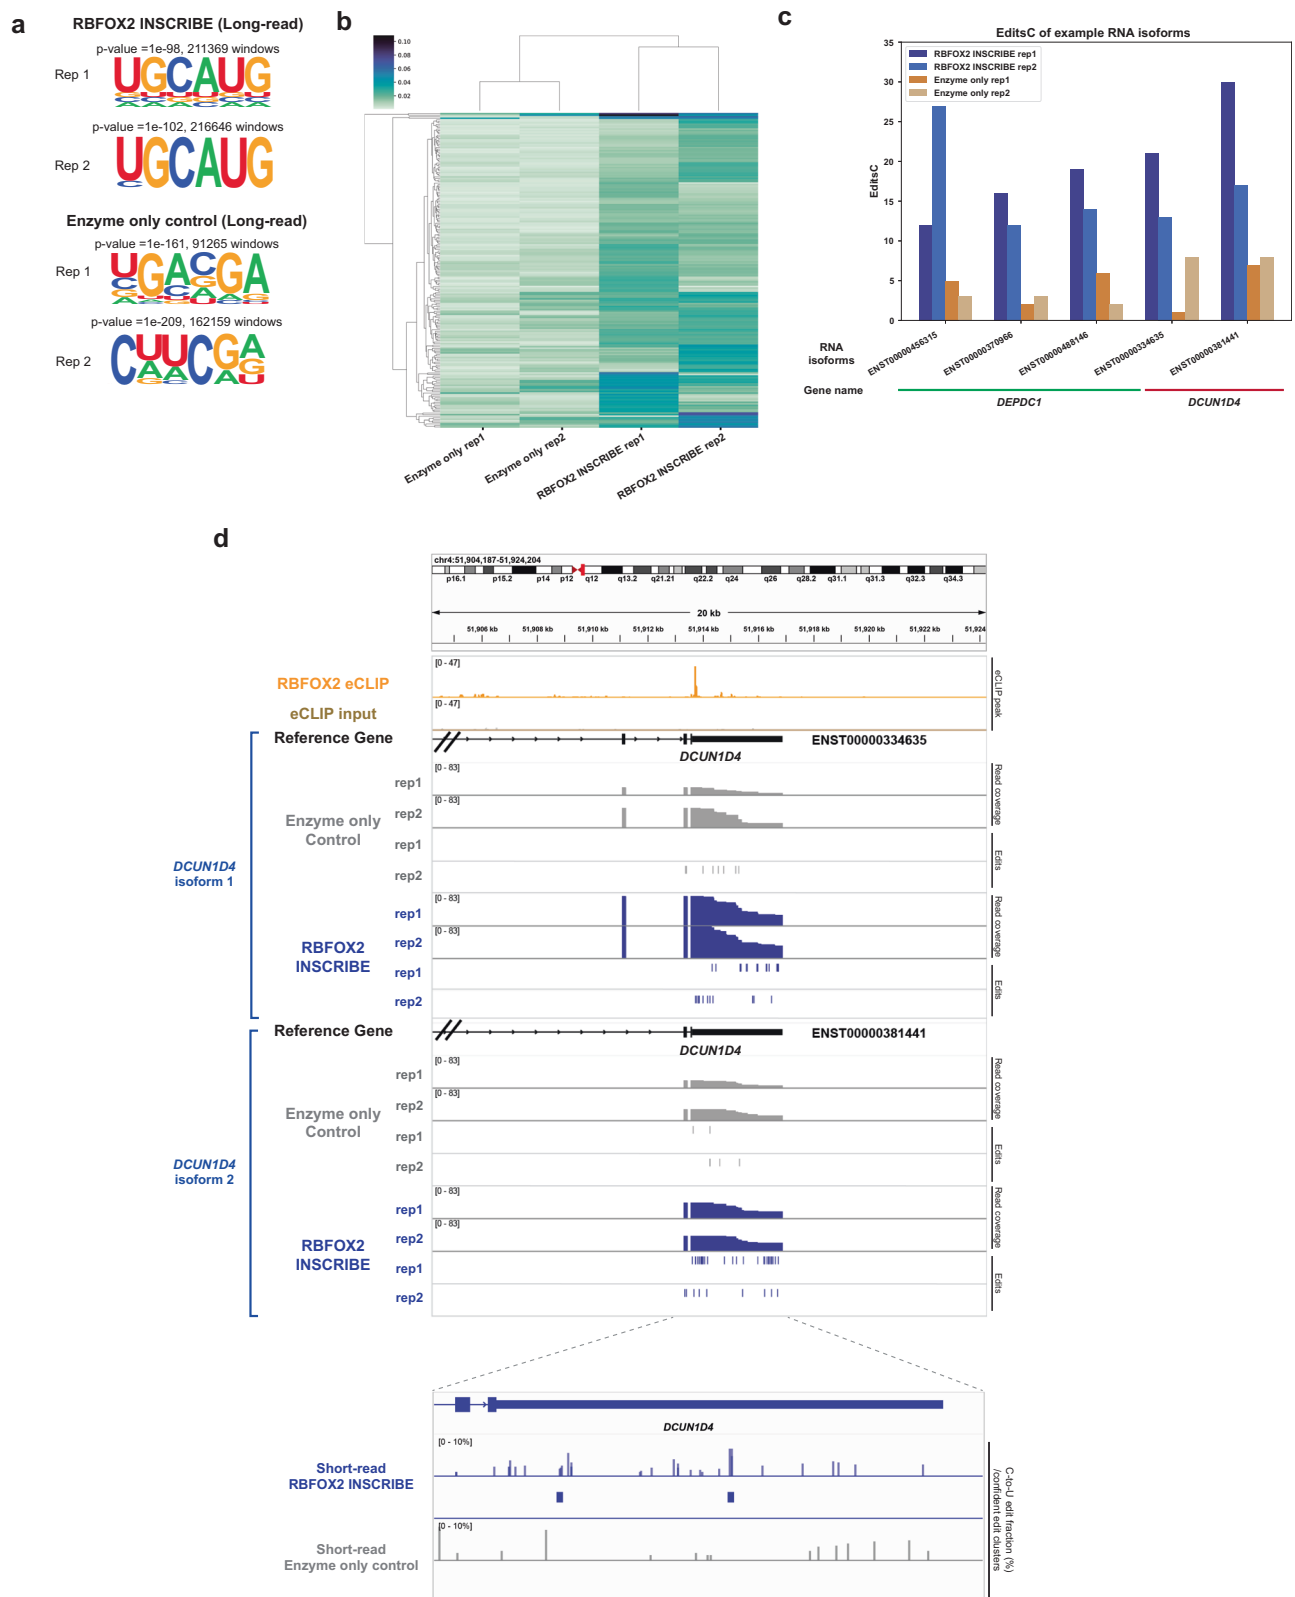 a
RBFOX2 INSCRIBE (Long-read)
p-value =1e-98, 211369 windows
Rep 1
UGCAUG
p-value =1e-102, 216646 windows
Rep 2
UGCAUG
Enzyme only control (Long-read)
p-value =1e-161, 91265 windows
Rep 1
UGACGA
p-value =1e-209, 162159 windows
Rep 2
CUUCGA
b
0.10
0.08
0.06
0.04
0.02
Enzyme only rep1
Enzyme only rep2
RBFOX2 INSCRIBE rep1
RBFOX2 INSCRIBE rep2
c
EditsC of example RNA isoforms
RBFOX2 INSCRIBE rep1
RBFOX2 INSCRIBE rep2
Enzyme only rep1
Enzyme only rep2
EditsC
35
30
25
20
15
10
5
0
RNA
isoforms
ENST00000456315
ENST00000370966
ENST00000488146
ENST00000334635
ENST00000381441
Gene name
DEPDC1
DCUN1D4
d
chr4:51,904,187-51,924,204
p16.1 p15.2 p14 p12 q12 q13.2 q21.21 q22.2 q24 q26 q28.2 q31.1 q31.3 q32.3 q34.3
20 kb
51,906 kb 51,908 kb 51,910 kb 51,912 kb 51,914 kb 51,916 kb 51,918 kb 51,920 kb 51,922 kb 51,924
RBFOX2 eCLIP
[0 - 47]
eCLIP input
[0 - 47]
eCLIP peak
DCUN1D4
isoform 1
Reference Gene
ENST00000334635
DCUN1D4
Enzyme only
Control
rep1
[0 - 83]
rep2
[0 - 83]
Read coverage
rep1
rep2
Edits
RBFOX2
INSCRIBE
rep1
[0 - 83]
rep2
[0 - 83]
Read coverage
rep1
rep2
Edits
DCUN1D4
isoform 2
Reference Gene
ENST00000381441
DCUN1D4
Enzyme only
Control
rep1
[0 - 83]
rep2
[0 - 83]
Read coverage
rep1
rep2
Edits
RBFOX2
INSCRIBE
rep1
[0 - 83]
rep2
[0 - 83]
Read coverage
rep1
rep2
Edits
DCUN1D4
Short-read
RBFOX2 INSCRIBE
[0 - 10%]
Short-read
Enzyme only control
[0 - 10%]
C-to-U edit fraction (%)
/confident edit clusters